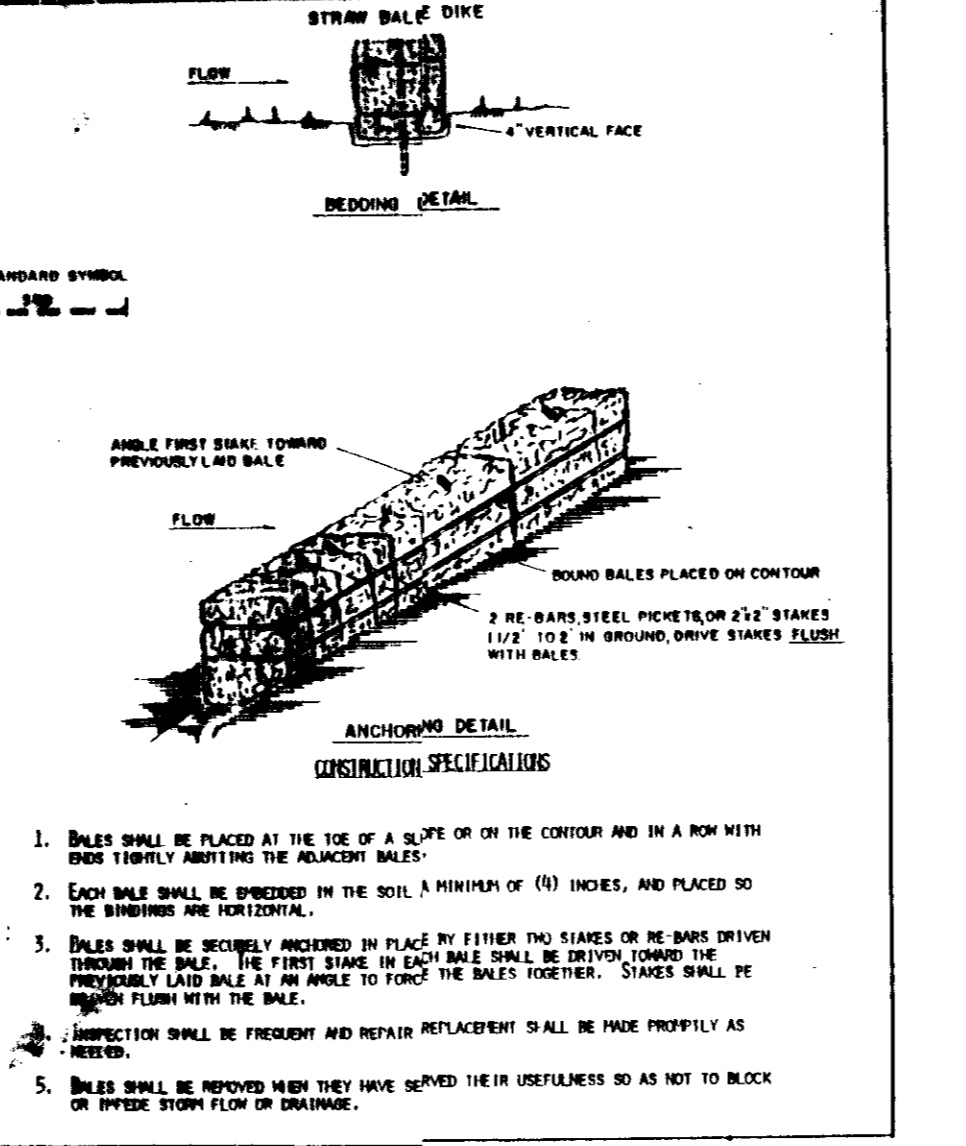 STRAW BALE DIKE
FLOW
4" VERTICAL FACE
BEDDING DETAIL
ANDARD SYMBOL
ANGLE FIRST STAKE TOWARD
PREVIOUSLY LAID BALE
FLOW
BOUND BALES PLACED ON CONTOUR
2 RE-BARS, STEEL PICKETS, OR 2"x2" STAKES
1 1/2' TO 2' IN GROUND, DRIVE STAKES FLUSH
WITH BALES.
ANCHORING DETAIL
CONSTRUCTION SPECIFICATIONS
1. BALES SHALL BE PLACED AT THE TOE OF A SLOPE OR ON THE CONTOUR AND IN A ROW WITH
ENDS TIGHTLY ABUTTING THE ADJACENT BALES.
2. EACH BALE SHALL BE EMBEDDED IN THE SOIL A MINIMUM OF (4) INCHES, AND PLACED SO
THE BINDINGS ARE HORIZONTAL.
3. BALES SHALL BE SECURELY ANCHORED IN PLACE BY EITHER TWO STAKES OR RE-BARS DRIVEN
THROUGH THE BALE. THE FIRST STAKE IN EACH BALE SHALL BE DRIVEN TOWARD THE
PREVIOUSLY LAID BALE AT AN ANGLE TO FORCE THE BALES TOGETHER. STAKES SHALL BE
DRIVEN FLUSH WITH THE BALE.
INSPECTION SHALL BE FREQUENT AND REPAIR REPLACEMENT SHALL BE MADE PROMPTLY AS
NEEDED.
5. BALES SHALL BE REMOVED WHEN THEY HAVE SERVED THEIR USEFULNESS SO AS NOT TO BLOCK
OR IMPEDE STORM FLOW OR DRAINAGE.